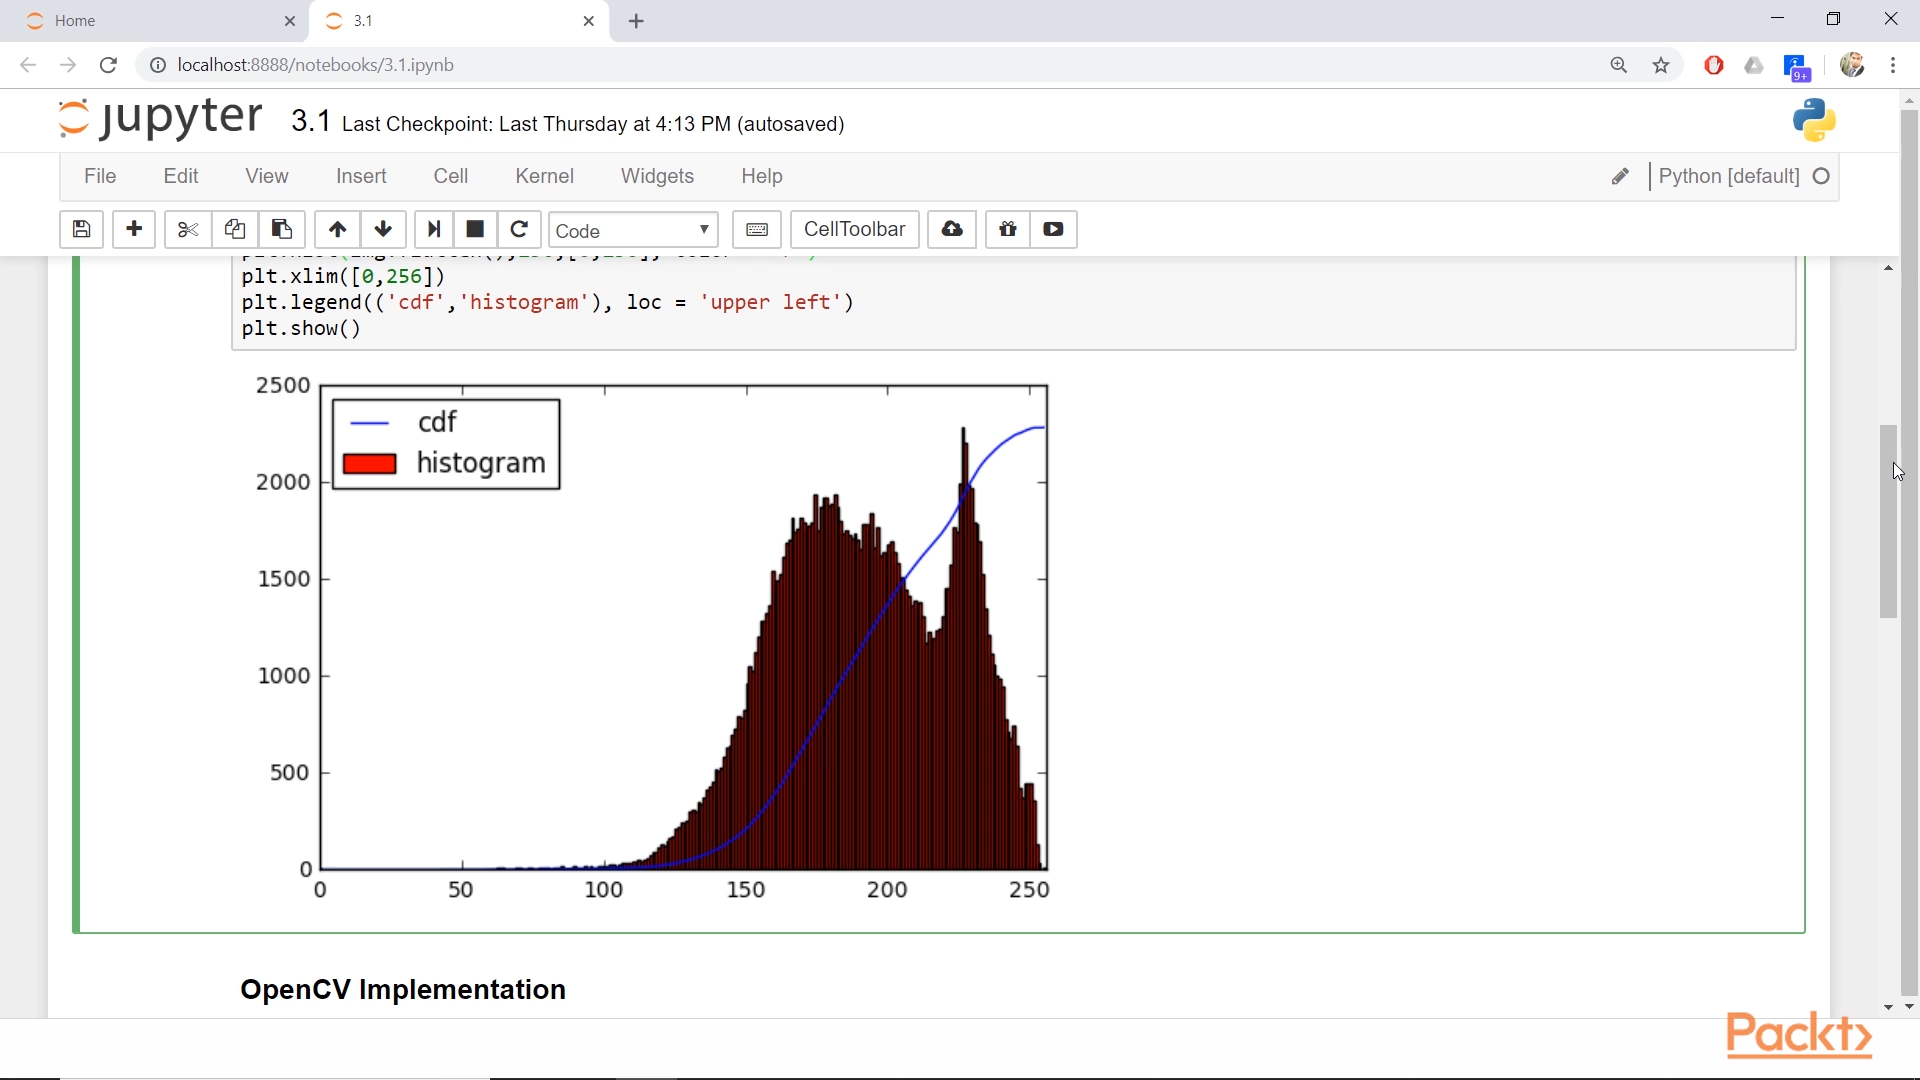 Home
3.1
localhost:8888/notebooks/3.1.ipynb
9+
jupyter 3.1 Last Checkpoint: Last Thursday at 4:13 PM (autosaved)
File Edit View Insert Cell Kernel Widgets Help Python [default]
Code CellToolbar
plt.xlim([0,256])
plt.legend(('cdf','histogram'), loc = 'upper left')
plt.show()
2500
cdf
histogram
2000
1500
1000
500
0
0 50 100 150 200 250
OpenCV Implementation
Packt>